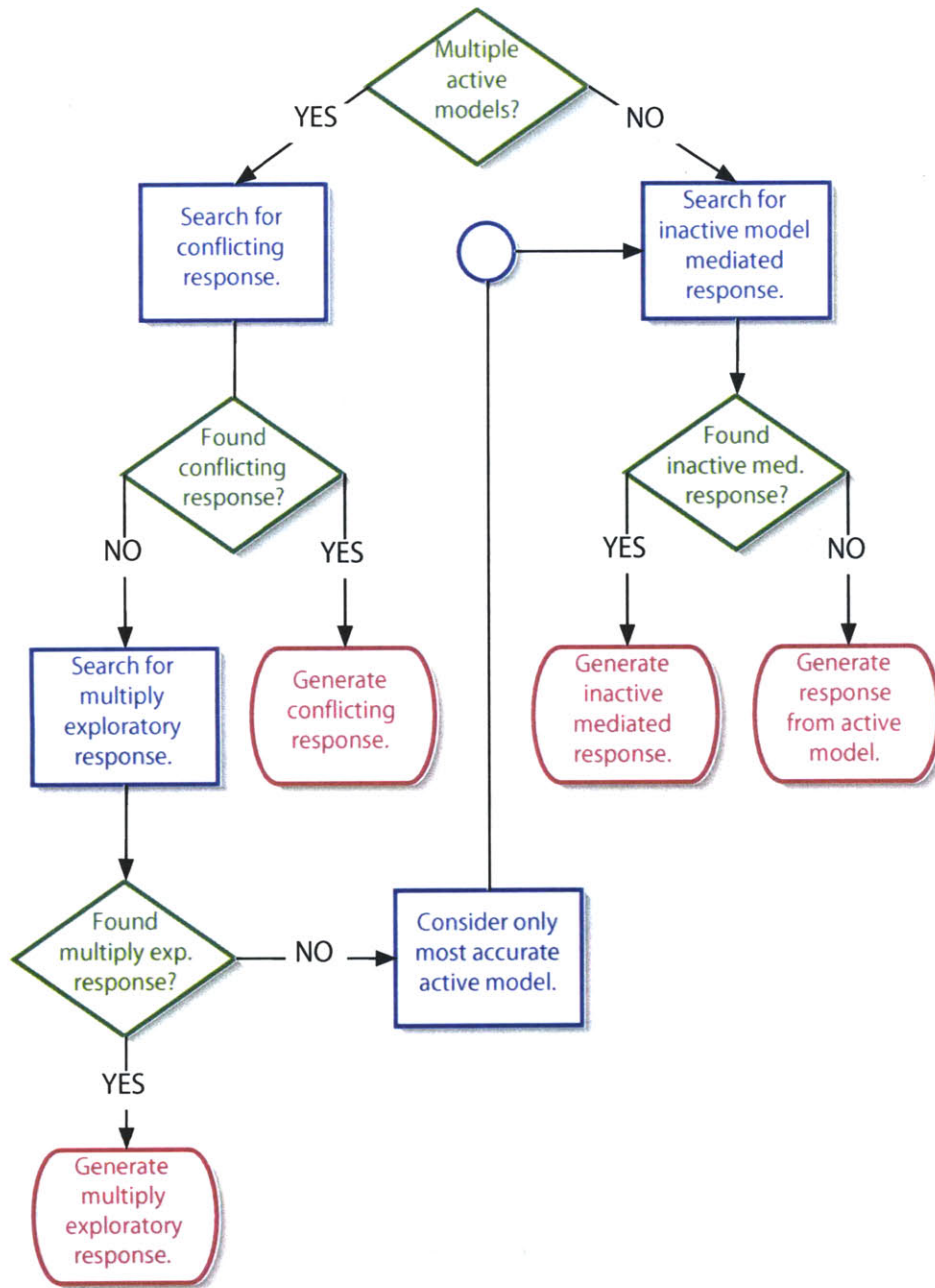 Multiple
active
models?
YES
NO
Search for
conflicting
response.
Search for
inactive model
mediated
response.
Found
conflicting
response?
Found
inactive med.
response?
NO
YES
YES
NO
Search for
multiply
exploratory
response.
Generate
conflicting
response.
Generate
inactive
mediated
response.
Generate
response
from active
model.
Found
multiply exp.
response?
NO
Consider only
most accurate
active model.
YES
Generate
multiply
exploratory
response.